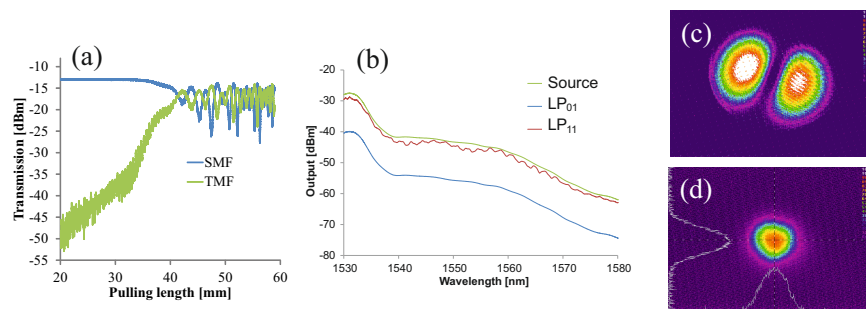 (a)
Transmission [dBm]
-13
-20
-25
-30
-35
-40
-45
-50
-55
-10
-15
20
30
40
50
60
Pulling length [mm]
SMF
TMF
(b)
Output [dBm]
-20
-30
-40
-50
-60
-70
-80
1530
1540
1550
1560
1570
1580
Wavelength [nm]
Source
LP01
LP11
(c)
(d)